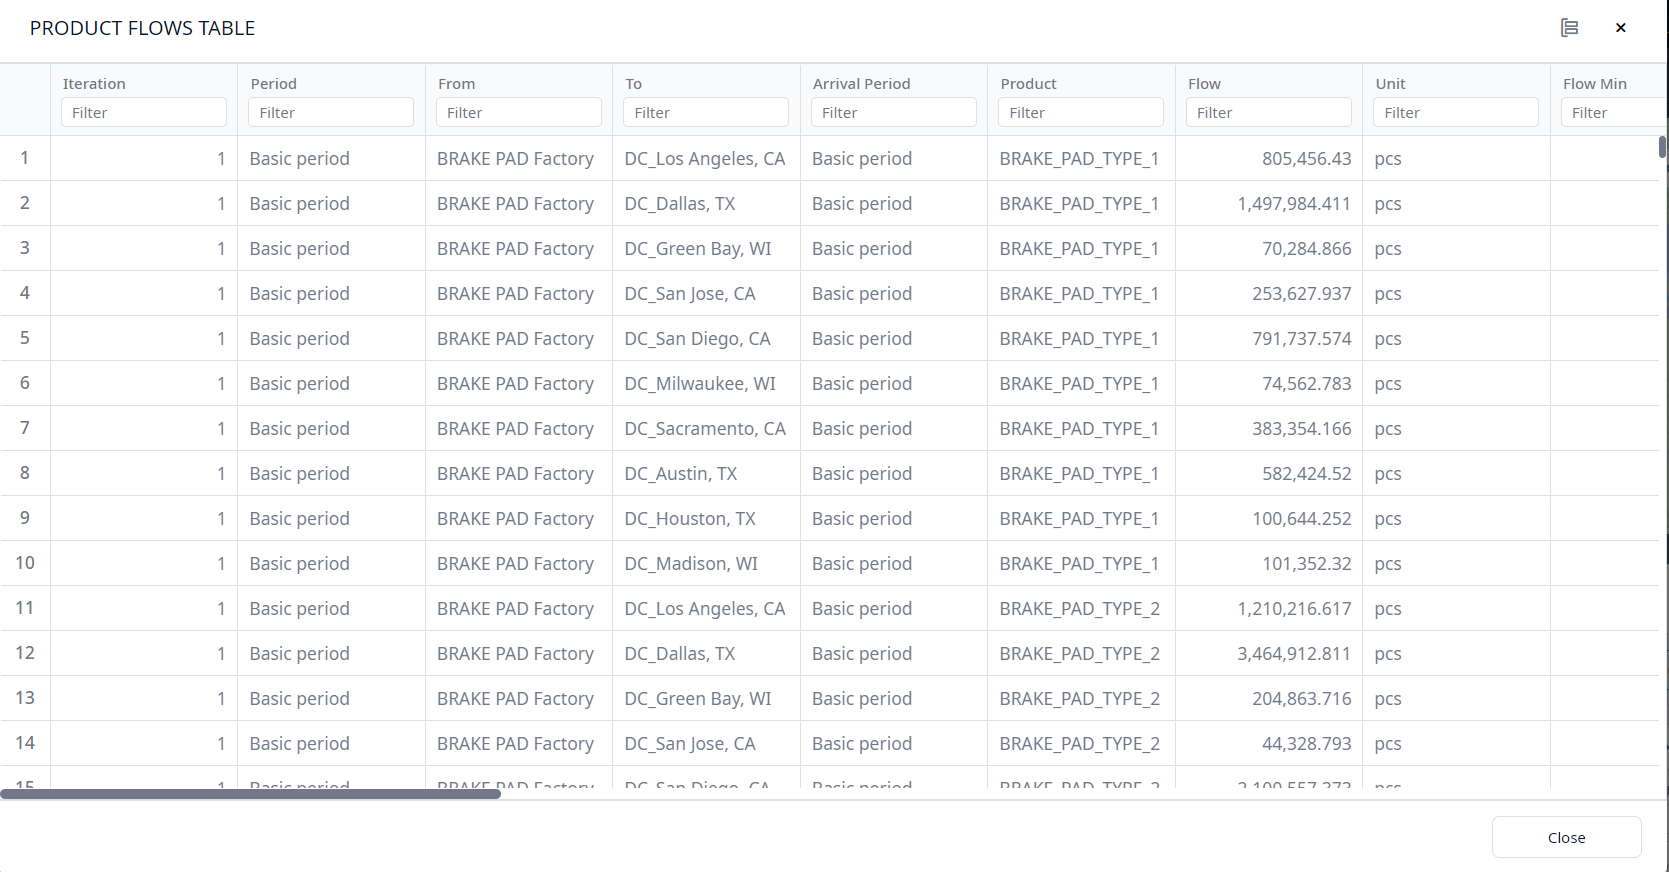 PRODUCT FLOWS TABLE
Iteration Period From To Arrival Period Product Flow Unit Flow Min
Filter Filter Filter Filter Filter Filter Filter Filter Filter
1 1 Basic period BRAKE PAD Factory DC_Los Angeles, CA Basic period BRAKE_PAD_TYPE_1 805,456.43 pcs
2 1 Basic period BRAKE PAD Factory DC_Dallas, TX Basic period BRAKE_PAD_TYPE_1 1,497,984.411 pcs
3 1 Basic period BRAKE PAD Factory DC_Green Bay, WI Basic period BRAKE_PAD_TYPE_1 70,284.866 pcs
4 1 Basic period BRAKE PAD Factory DC_San Jose, CA Basic period BRAKE_PAD_TYPE_1 253,627.937 pcs
5 1 Basic period BRAKE PAD Factory DC_San Diego, CA Basic period BRAKE_PAD_TYPE_1 791,737.574 pcs
6 1 Basic period BRAKE PAD Factory DC_Milwaukee, WI Basic period BRAKE_PAD_TYPE_1 74,562.783 pcs
7 1 Basic period BRAKE PAD Factory DC_Sacramento, CA Basic period BRAKE_PAD_TYPE_1 383,354.166 pcs
8 1 Basic period BRAKE PAD Factory DC_Austin, TX Basic period BRAKE_PAD_TYPE_1 582,424.52 pcs
9 1 Basic period BRAKE PAD Factory DC_Houston, TX Basic period BRAKE_PAD_TYPE_1 100,644.252 pcs
10 1 Basic period BRAKE PAD Factory DC_Madison, WI Basic period BRAKE_PAD_TYPE_1 101,352.32 pcs
11 1 Basic period BRAKE PAD Factory DC_Los Angeles, CA Basic period BRAKE_PAD_TYPE_2 1,210,216.617 pcs
12 1 Basic period BRAKE PAD Factory DC_Dallas, TX Basic period BRAKE_PAD_TYPE_2 3,464,912.811 pcs
13 1 Basic period BRAKE PAD Factory DC_Green Bay, WI Basic period BRAKE_PAD_TYPE_2 204,863.716 pcs
14 1 Basic period BRAKE PAD Factory DC_San Jose, CA Basic period BRAKE_PAD_TYPE_2 44,328.793 pcs
15 1 Basic period BRAKE PAD Factory DC_San Diego, CA Basic period BRAKE_PAD_TYPE_2 pcs
Close